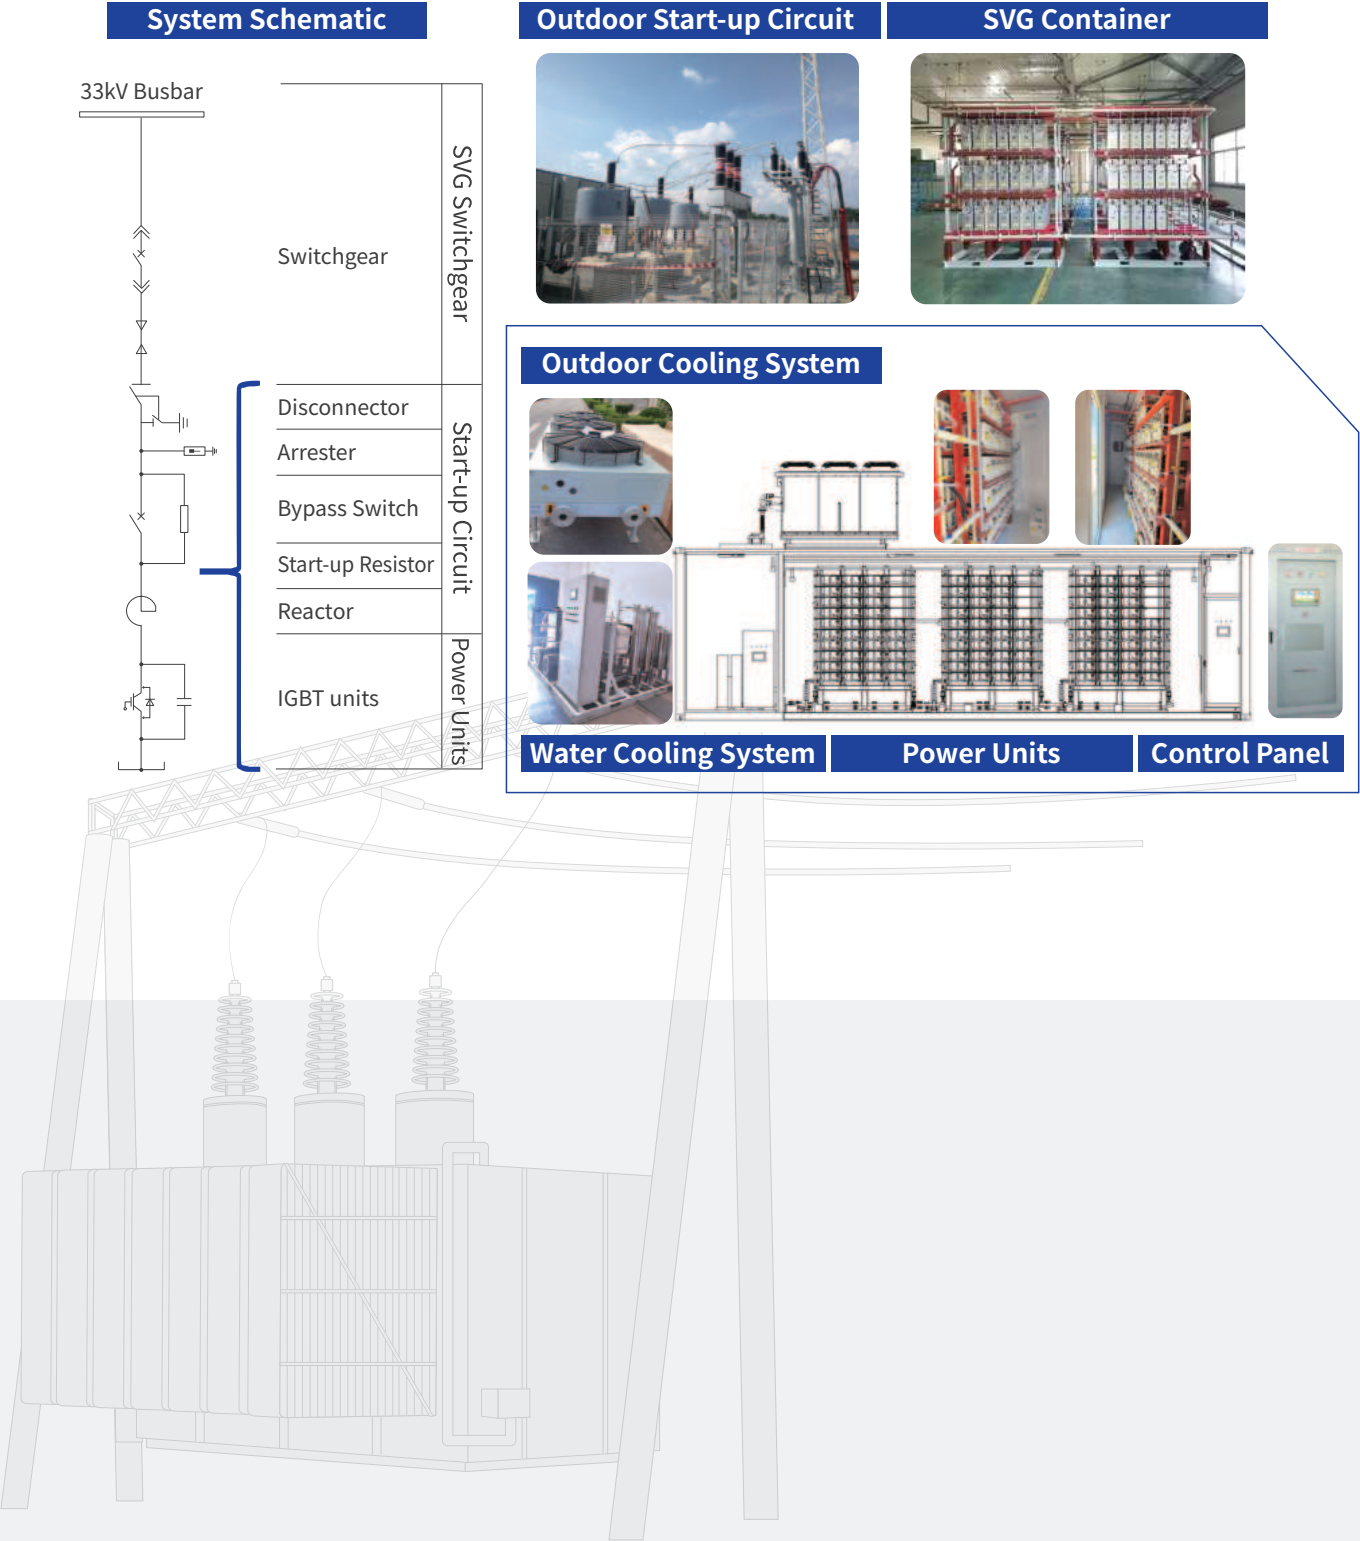 System Schematic
Outdoor Start-up Circuit
SVG Container
33kV Busbar
Switchgear
SVG Switchgear
Disconnector
Arrester
Bypass Switch
Start-up Resistor
Reactor
Start-up Circuit
IGBT units
Power Units
Outdoor Cooling System
Water Cooling System
Power Units
Control Panel